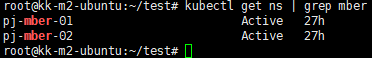 root@kk-m2-ubuntu:~/test# kubectl get ns | grep mber
pj-mber-01                Active   27h
pj-mber-02                Active   27h
root@kk-m2-ubuntu:~/test#